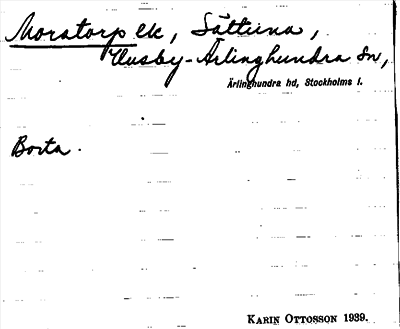 Moratorp ek, Sättuna,
Husby-Ärlinghundra sn,
Ärlinghundra hd, Stockholms l.
Borta.
KARIN OTTOSSON 1939.